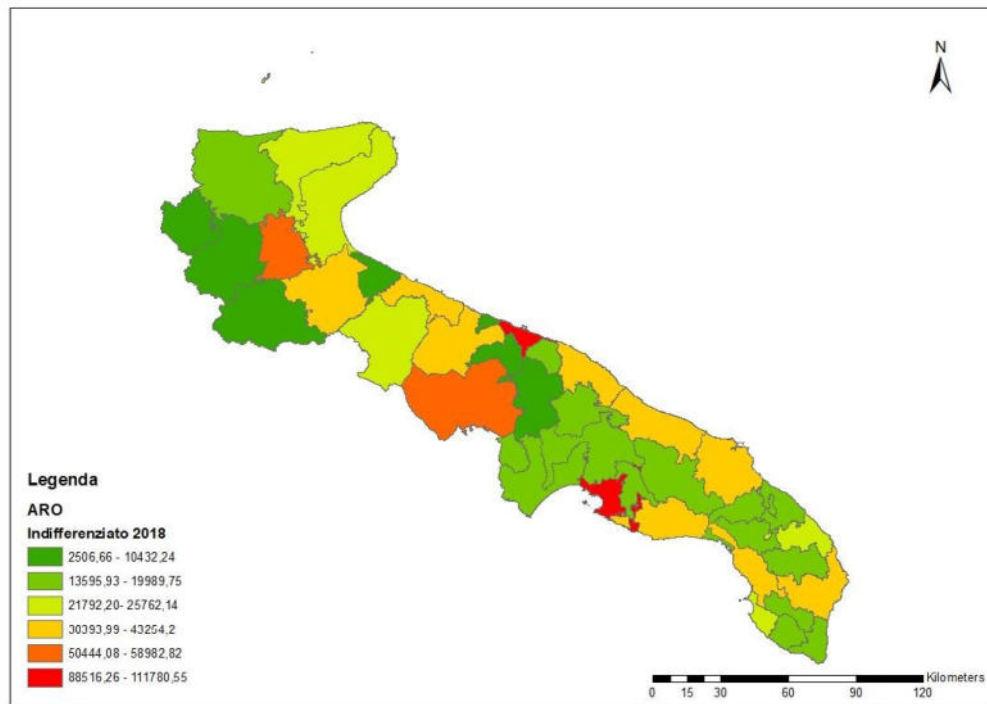 N
Legenda
ARO
Indifferenziato 2018
2506,66 - 10432,24
13595,93 - 19989,75
21792,20- 25762,14
30393,99 - 43254,2
50444,08 - 58982,82
88516,26 - 111780,55
Kilometers
0 15 30 60 90 120